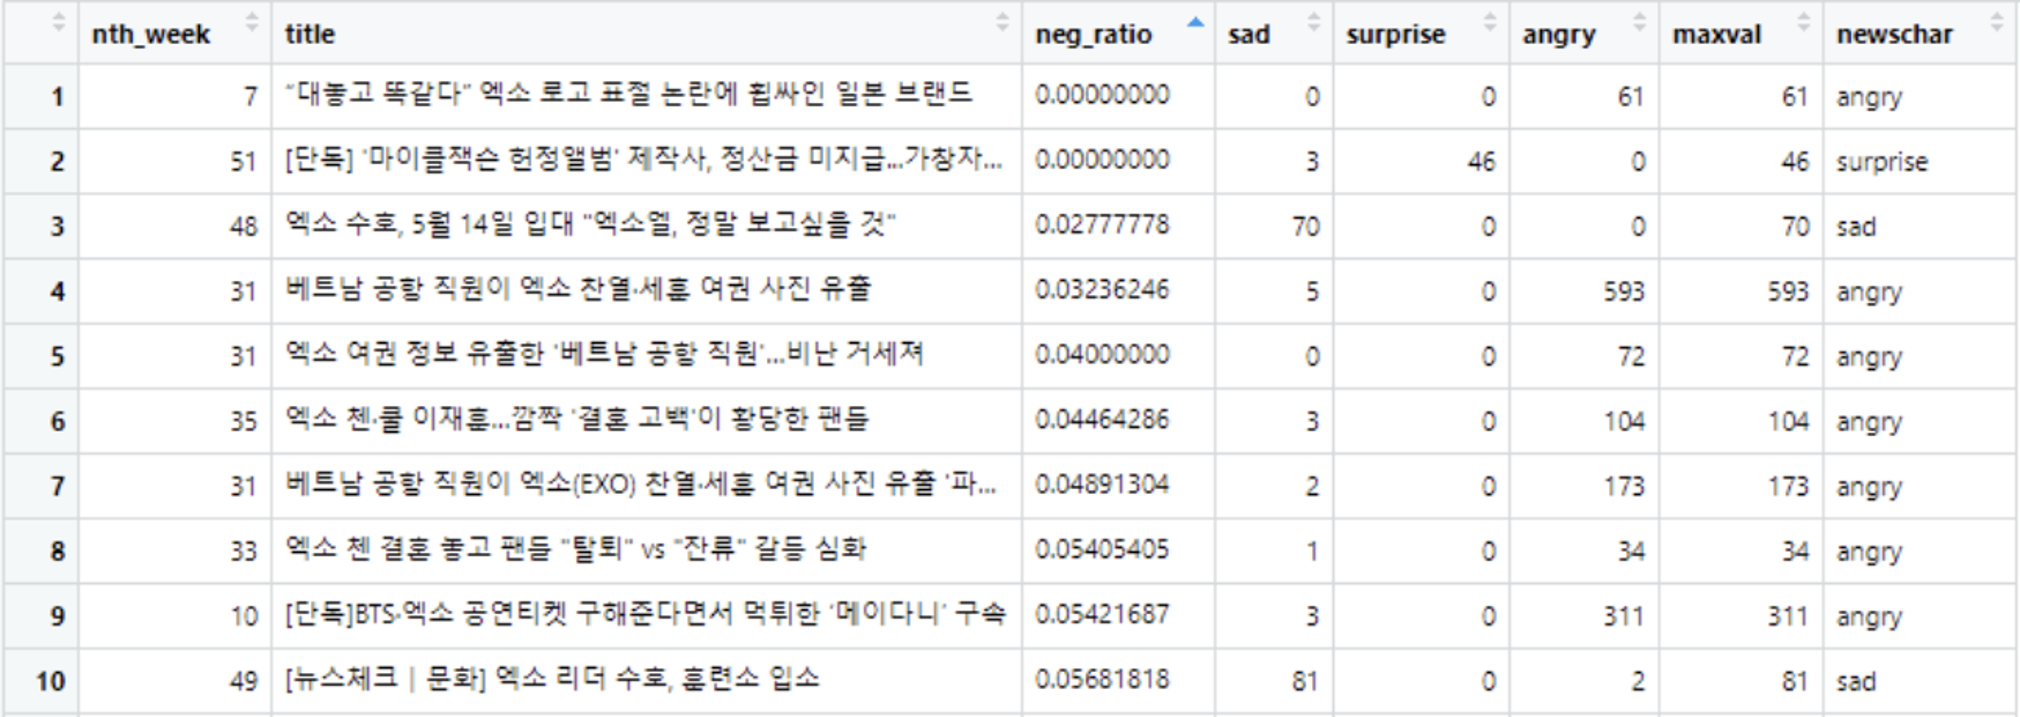 nth_week title neg_ratio sad surprise angry maxval newschar
1 7 "대놓고 똑같다" 엑소 로고 표절 논란에 휩싸인 일본 브랜드 0.00000000 0 0 61 61 angry
2 51 [단독] '마이클잭슨 헌정앨범' 제작사, 정산금 미지급...가창자... 0.00000000 3 46 0 46 surprise
3 48 엑소 수호, 5월 14일 입대 "엑소엘, 정말 보고싶을 것" 0.02777778 70 0 0 70 sad
4 31 베트남 공항 직원이 엑소 찬열·세훈 여권 사진 유출 0.03236246 5 0 593 593 angry
5 31 엑소 여권 정보 유출한 '베트남 공항 직원'...비난 거세져 0.04000000 0 0 72 72 angry
6 35 엑소 첸·쿨 이재훈...깜짝 '결혼 고백'이 황당한 팬들 0.04464286 3 0 104 104 angry
7 31 베트남 공항 직원이 엑소(EXO) 찬열·세훈 여권 사진 유출 '파... 0.04891304 2 0 173 173 angry
8 33 엑소 첸 결혼 놓고 팬들 "탈퇴" vs "잔류" 갈등 심화 0.05405405 1 0 34 34 angry
9 10 [단독]BTS·엑소 공연티켓 구해준다면서 먹튀한 '메이다니' 구속 0.05421687 3 0 311 311 angry
10 49 [뉴스체크 | 문화] 엑소 리더 수호, 훈련소 입소 0.05681818 81 0 2 81 sad